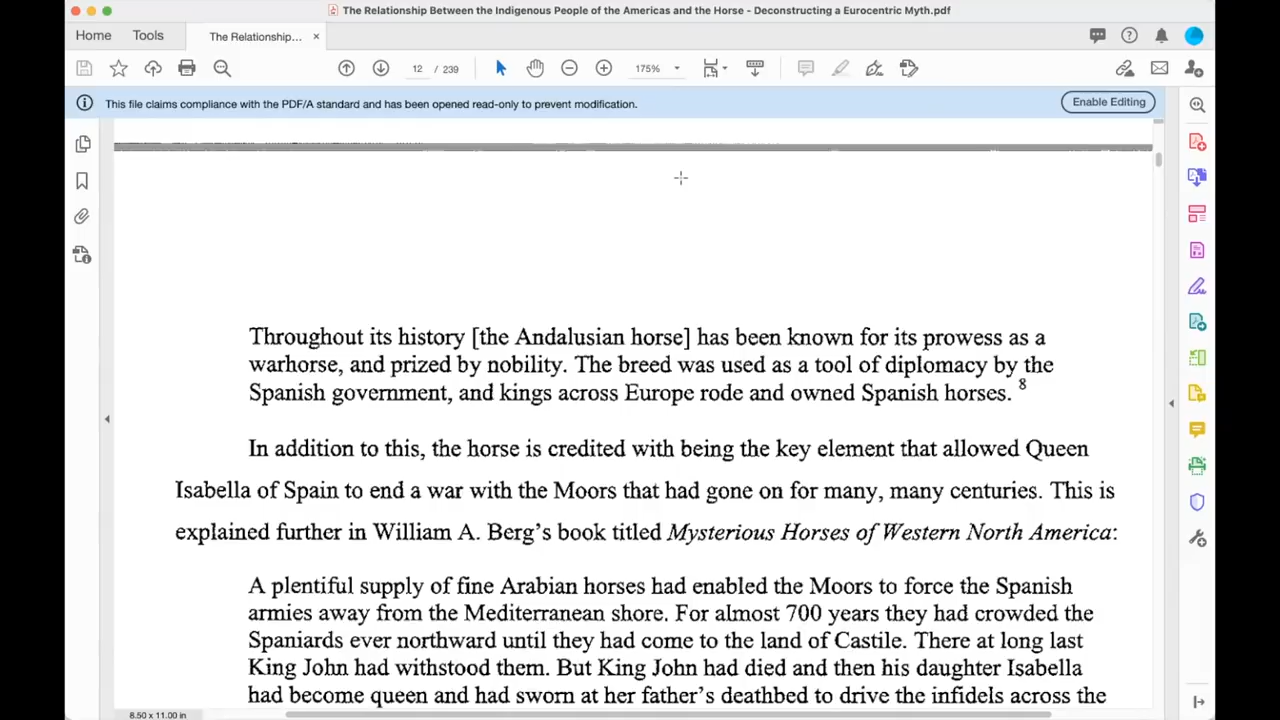 The Relationship Between the Indigenous People of the Americas and the Horse - Deconstructing a Eurocentric Myth.pdf
Home Tools The Relationship... ×
12 / 239 175%
This file claims compliance with the PDF/A standard and has been opened read-only to prevent modification. Enable Editing
Throughout its history [the Andalusian horse] has been known for its prowess as a
warhorse, and prized by nobility. The breed was used as a tool of diplomacy by the
Spanish government, and kings across Europe rode and owned Spanish horses. 8
In addition to this, the horse is credited with being the key element that allowed Queen
Isabella of Spain to end a war with the Moors that had gone on for many, many centuries. This is
explained further in William A. Berg's book titled Mysterious Horses of Western North America:
A plentiful supply of fine Arabian horses had enabled the Moors to force the Spanish
armies away from the Mediterranean shore. For almost 700 years they had crowded the
Spaniards ever northward until they had come to the land of Castile. There at long last
King John had withstood them. But King John had died and then his daughter Isabella
had become queen and had sworn at her father's deathbed to drive the infidels across the
8.50 x 11.00 in